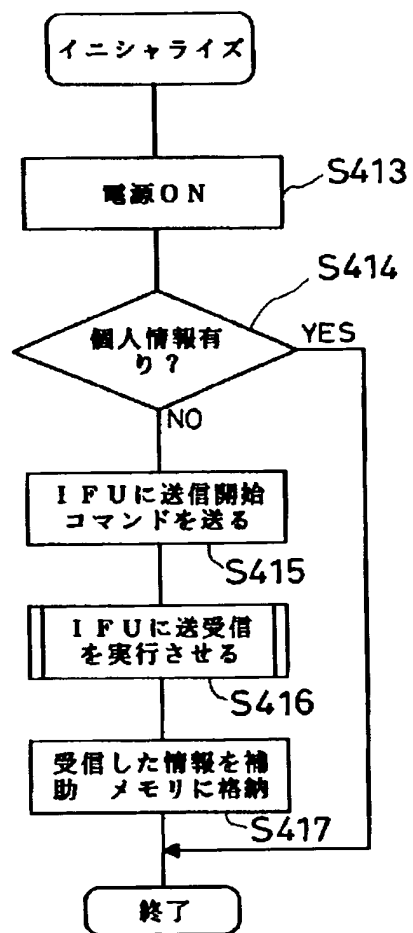 イニシャライズ
電源ON
S413
S414
個人情報有
り?
YES
NO
IFUに送信開始
コマンドを送る
S415
IFUに送受信
を実行させる
S416
受信した情報を補
助 メモリに格納
S417
終了